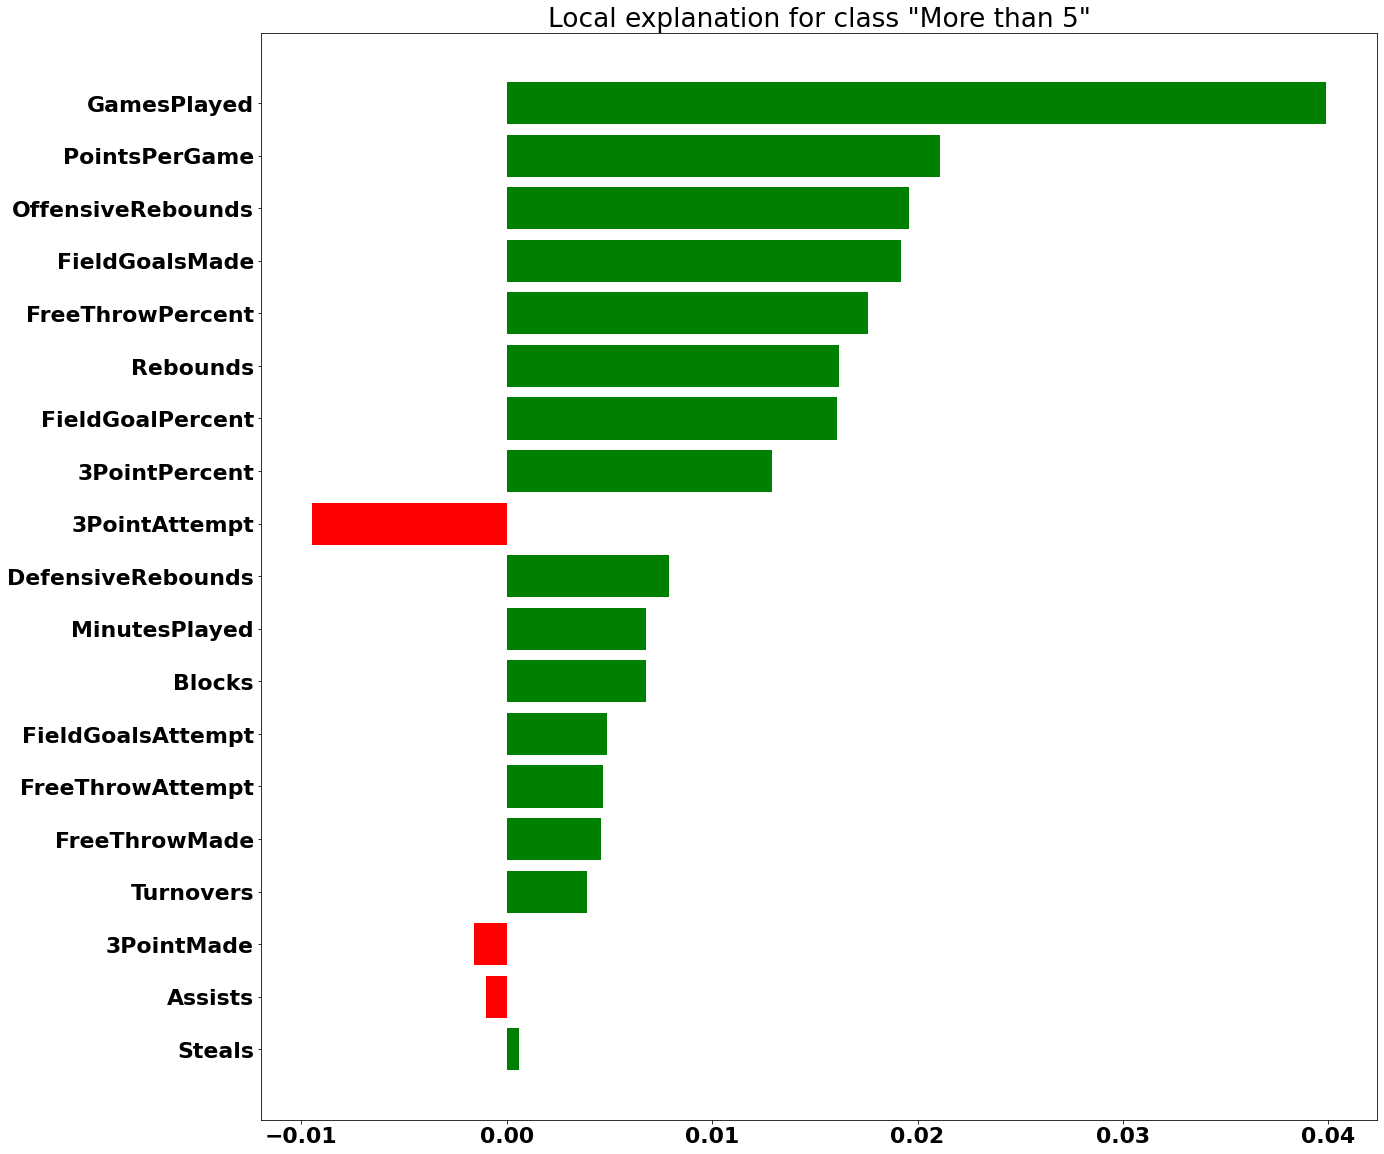 Local explanation for class "More than 5"
GamesPlayed
PointsPerGame
OffensiveRebounds
FieldGoalsMade
FreeThrowPercent
Rebounds
FieldGoalPercent
3PointPercent
3PointAttempt
DefensiveRebounds
MinutesPlayed
Blocks
FieldGoalsAttempt
FreeThrowAttempt
FreeThrowMade
Turnovers
3PointMade
Assists
Steals
−0.01 0.00 0.01 0.02 0.03 0.04